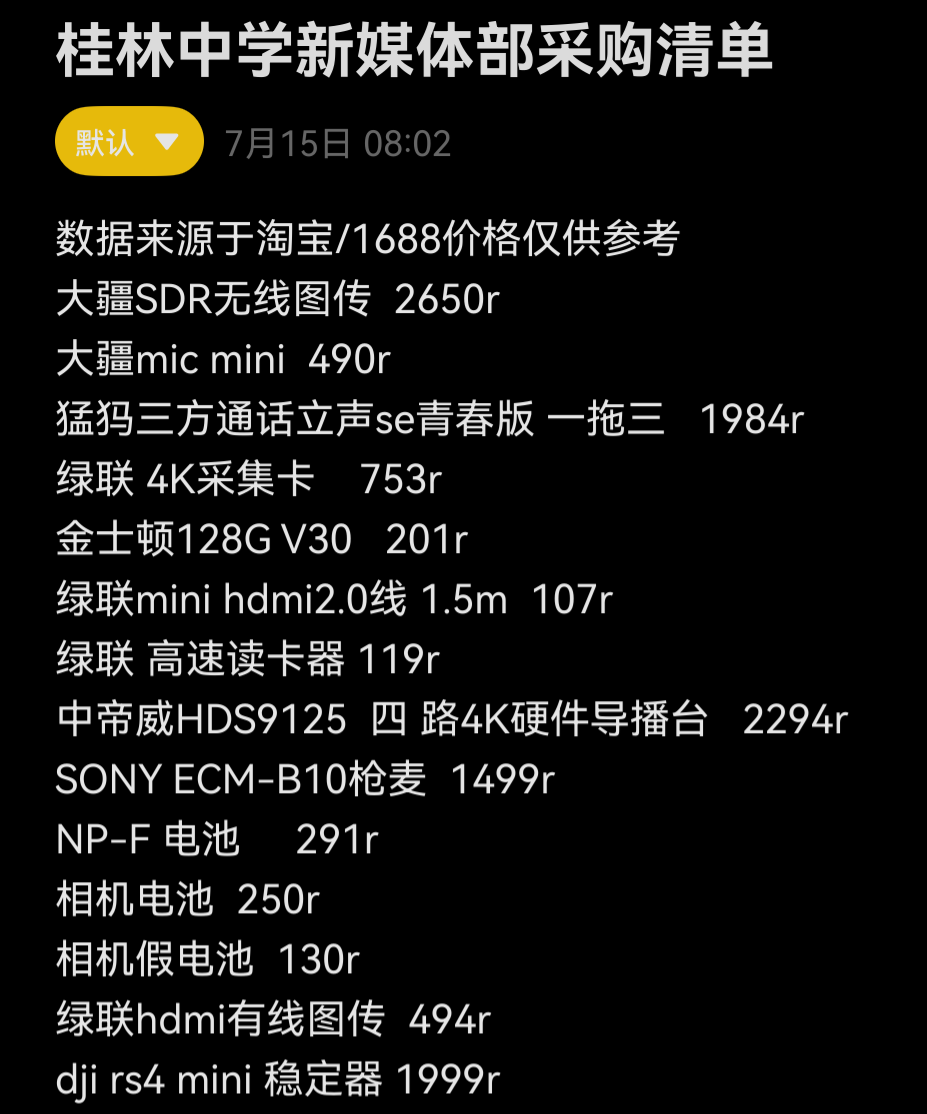 桂林中学新媒体部采购清单
默认 7月15日 08:02
数据来源于淘宝/1688价格仅供参考
大疆SDR无线图传 2650r
大疆mic mini 490r
猛犸三方通话立声se青春版 一拖三 1984r
绿联 4K采集卡 753r
金士顿128G V30 201r
绿联mini hdmi2.0线 1.5m 107r
绿联 高速读卡器 119r
中帝威HDS9125 四 路4K硬件导播台 2294r
SONY ECM-B10枪麦 1499r
NP-F 电池 291r
相机电池 250r
相机假电池 130r
绿联hdmi有线图传 494r
dji rs4 mini 稳定器 1999r